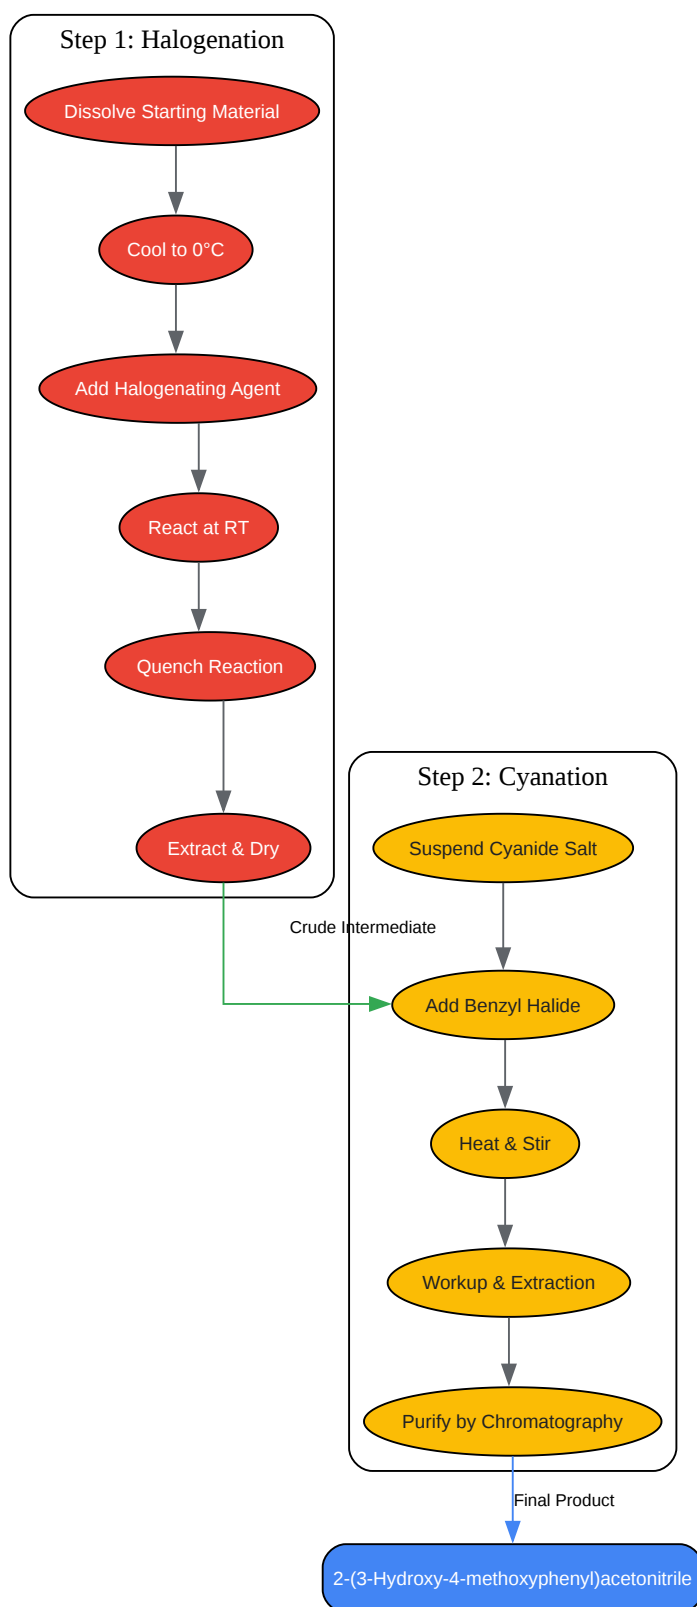 Step 1: Halogenation
Dissolve Starting Material
Cool to 0°C
Add Halogenating Agent
React at RT
Quench Reaction
Extract & Dry
Crude Intermediate
Step 2: Cyanation
Suspend Cyanide Salt
Add Benzyl Halide
Heat & Stir
Workup & Extraction
Purify by Chromatography
Final Product
2-(3-Hydroxy-4-methoxyphenyl)acetonitrile